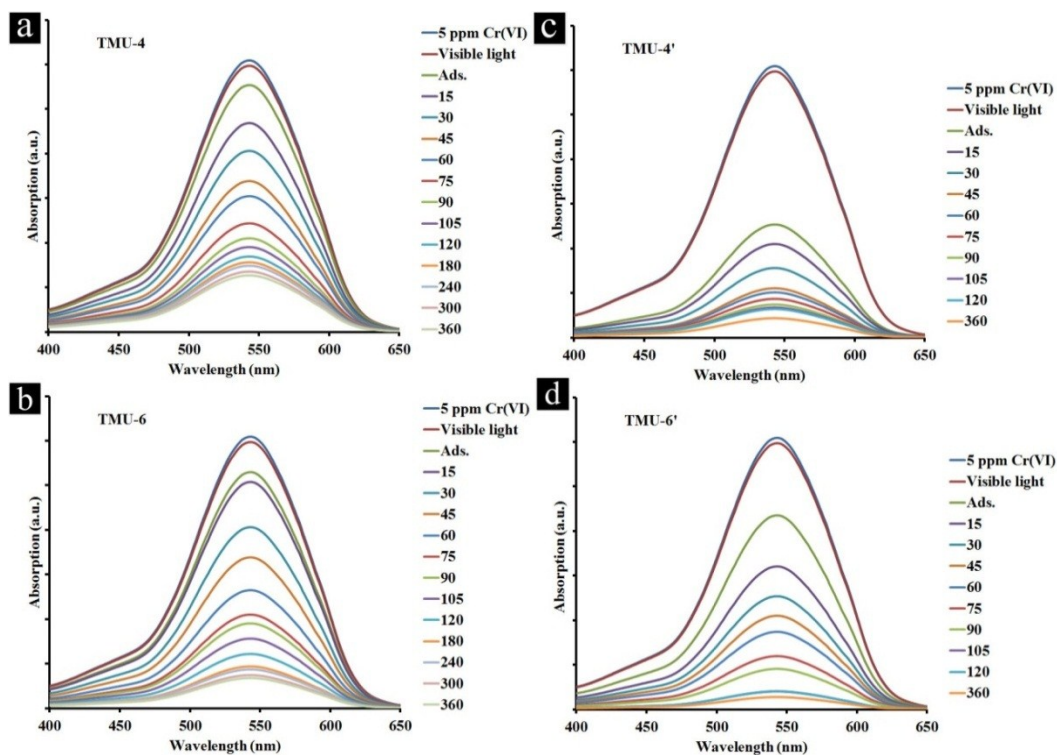 a
TMU-4
Absorption (a.u.)
5 ppm Cr(VI)
Visible light
Ads.
15
30
45
60
75
90
105
120
180
240
300
360
400 450 500 550 600 650
Wavelength (nm)
c
TMU-4'
Absorption (a.u.)
5 ppm Cr(VI)
Visible light
Ads.
15
30
45
60
75
90
105
120
360
400 450 500 550 600 650
Wavelength (nm)
b
TMU-6
Absorption (a.u.)
5 ppm Cr(VI)
Visible light
Ads.
15
30
45
60
75
90
105
120
180
240
300
360
400 450 500 550 600 650
Wavelength (nm)
d
TMU-6'
Absorption (a.u.)
5 ppm Cr(VI)
Visible light
Ads.
15
30
45
60
75
90
105
120
360
400 450 500 550 600 650
Wavelength (nm)